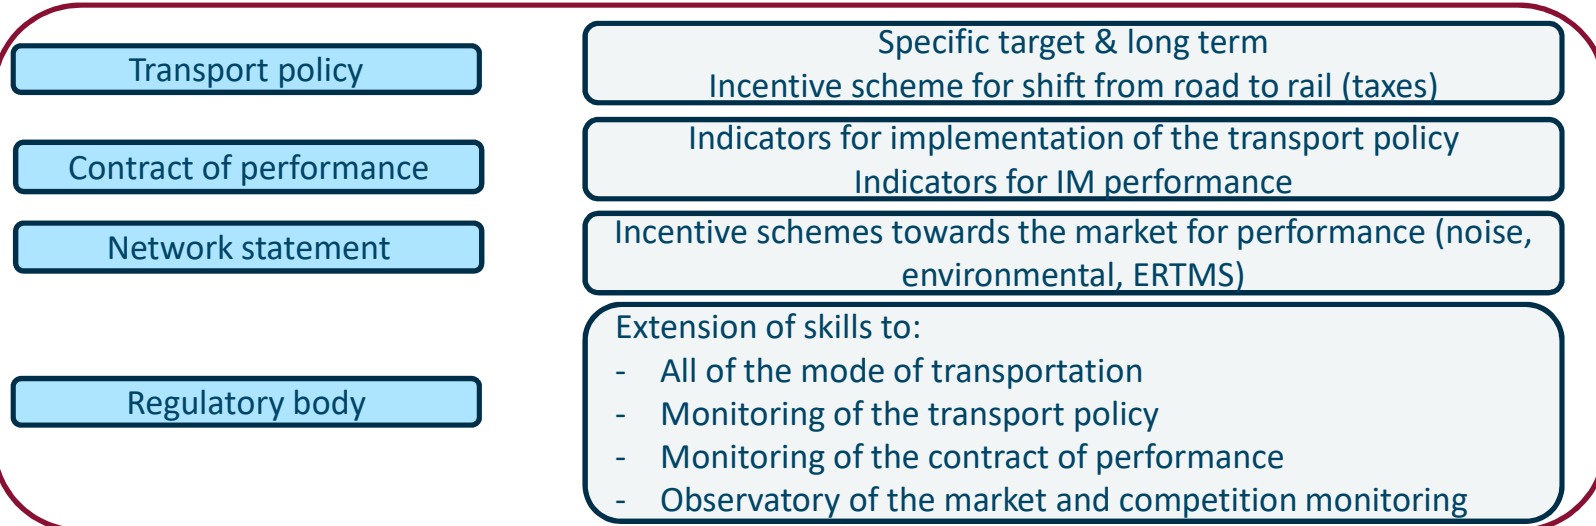 Transport policy
Specific target & long term
Incentive scheme for shift from road to rail (taxes)
Contract of performance
Indicators for implementation of the transport policy
Indicators for IM performance
Network statement
Incentive schemes towards the market for performance (noise,
environmental, ERTMS)
Regulatory body
Extension of skills to:
- All of the mode of transportation
- Monitoring of the transport policy
- Monitoring of the contract of performance
- Observatory of the market and competition monitoring